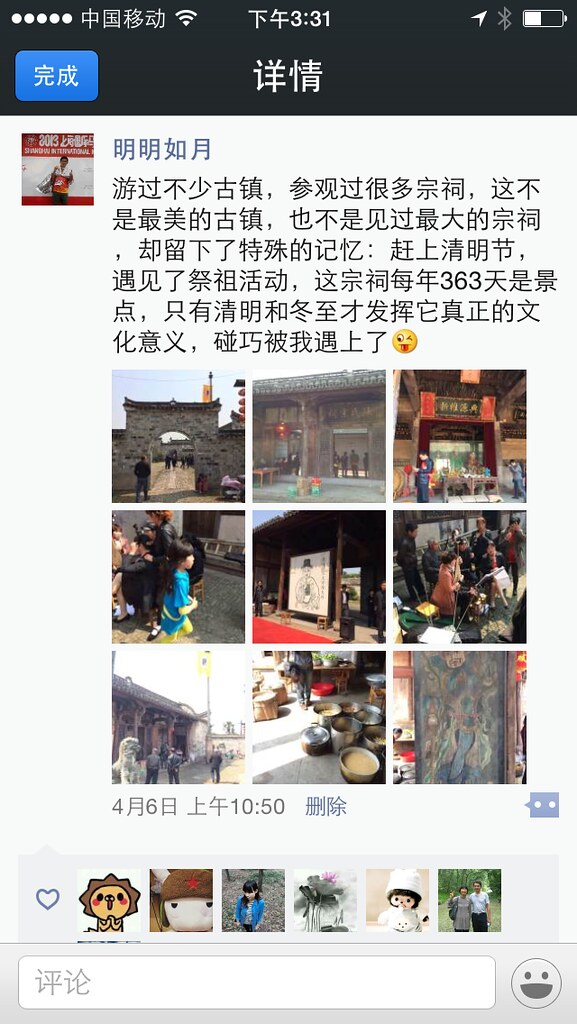 中国移动
下午3:31
完成
详情
明明如月
游过不少古镇，参观过很多宗祠，这不
是最美的古镇，也不是见过最大的宗祠
，却留下了特殊的记忆：赶上清明节，
遇见了祭祖活动，这宗祠每年363天是景
点，只有清明和冬至才发挥它真正的文
化意义，碰巧被我遇上了😜
4月6日 上午10:50 删除
评论